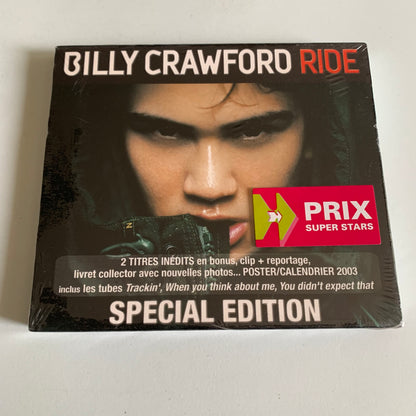 BILLY CRAWFORD RIDE
PRIX
SUPER STARS
2 TITRES INÉDITS en bonus, clip + reportage,
livret collector avec nouvelles photos... POSTER/CALENDRIER 2003
inclus les tubes Trackin', When you think about me, You didn't expect that
SPECIAL EDITION